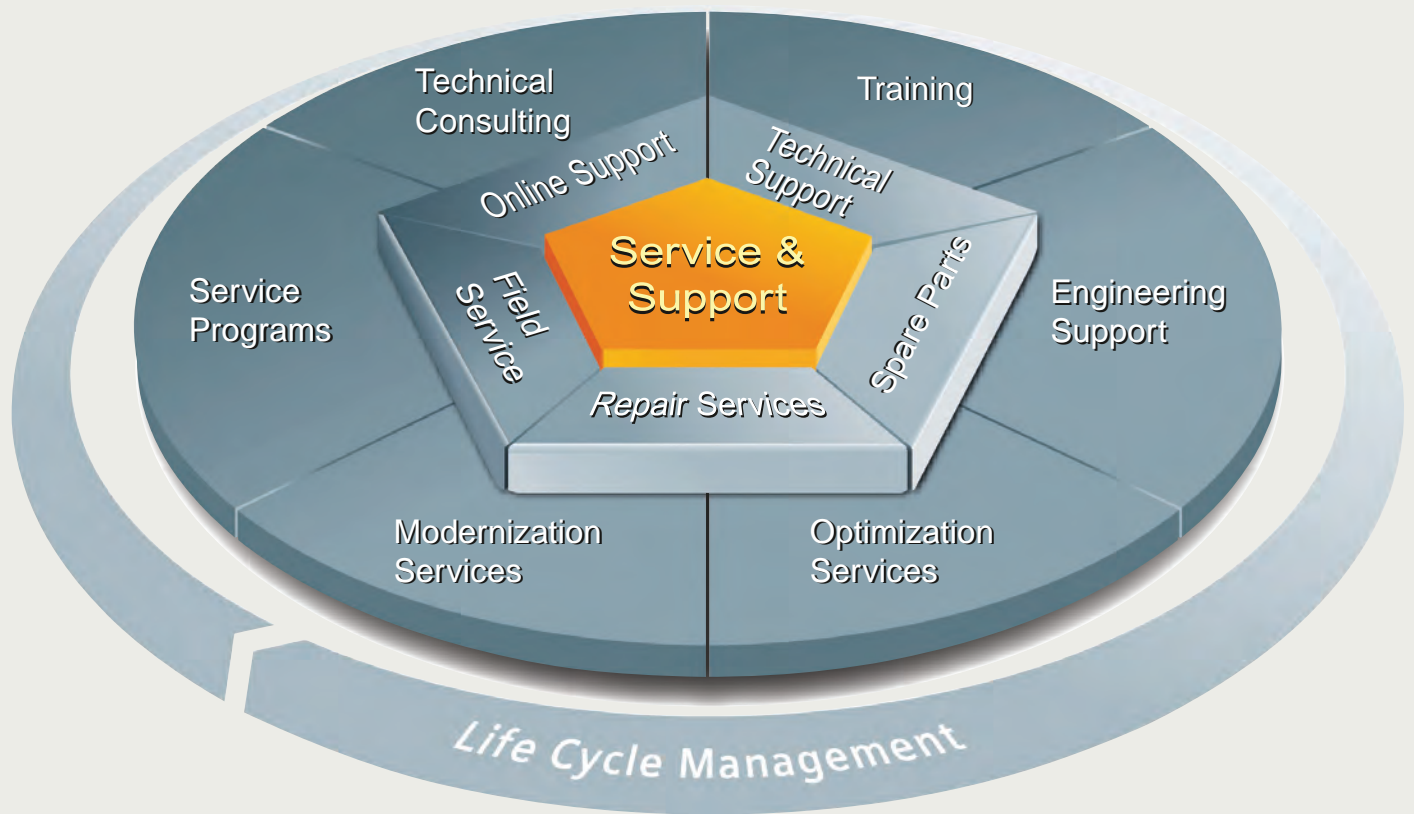 Technical
Consulting
Training
Online Support
Technical
Support
Service &
Support
Service
Programs
Field
Service
Spare Parts
Engineering
Support
Repair Services
Modernization
Services
Optimization
Services
Life Cycle Management